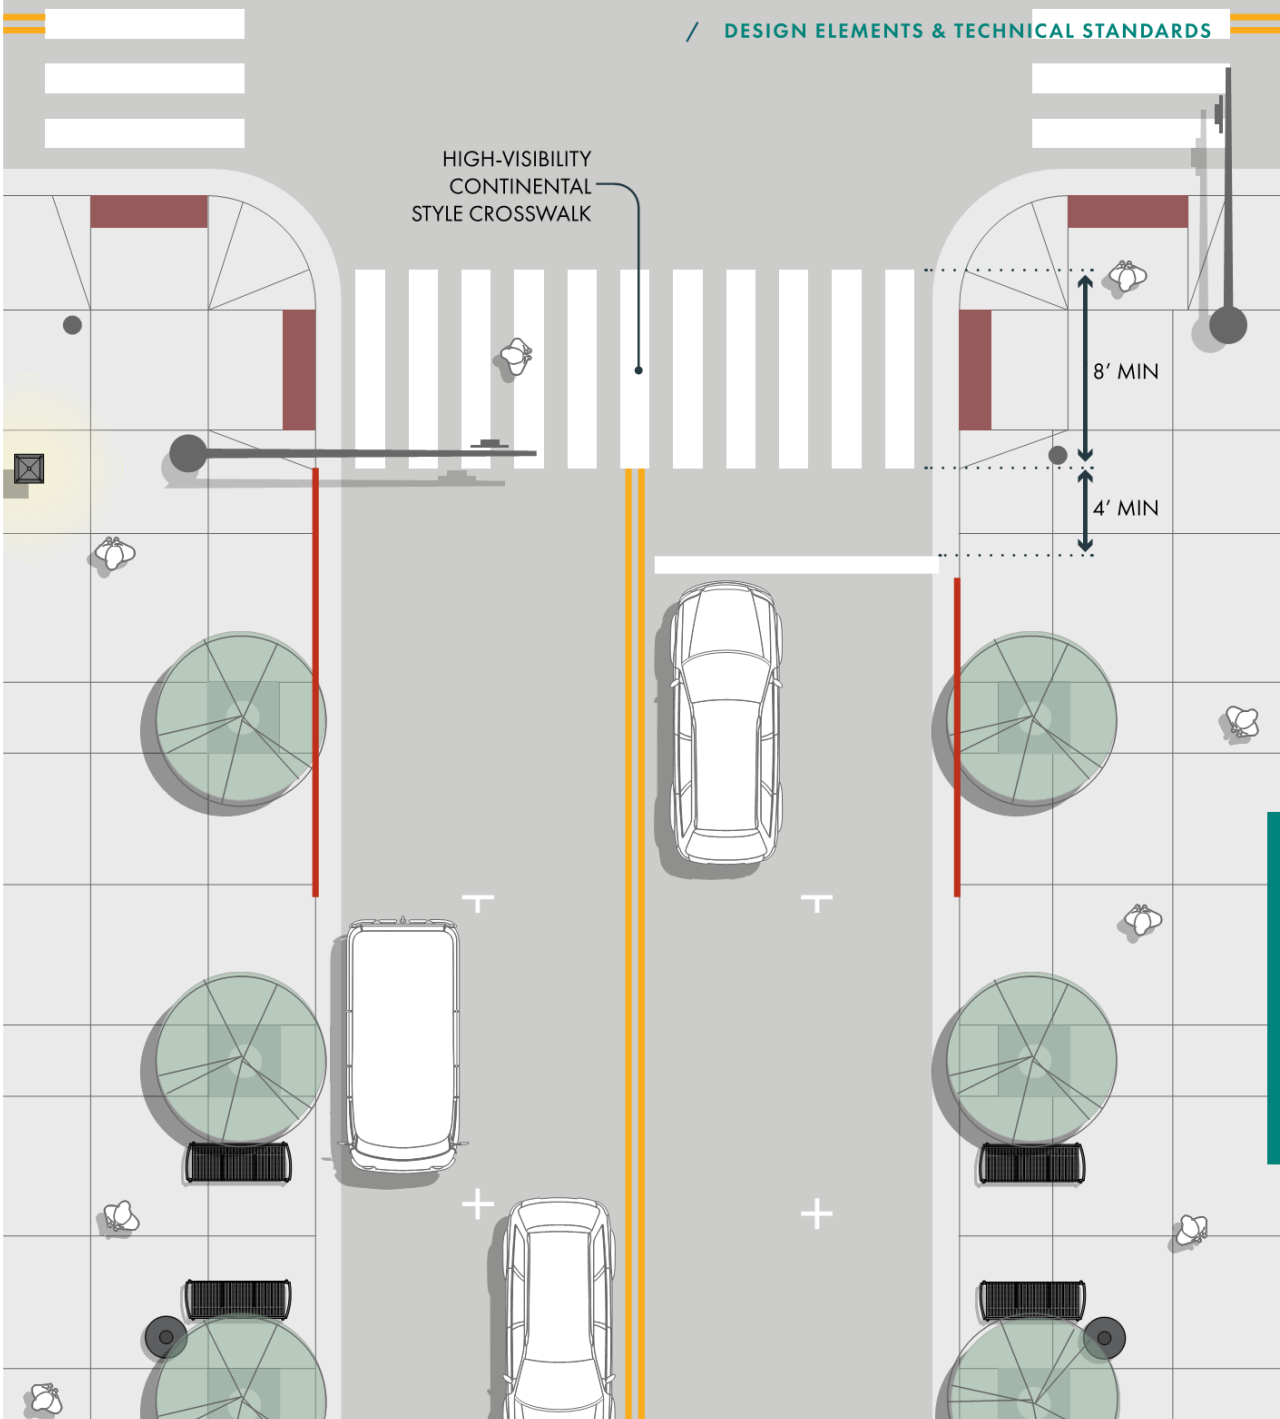 / DESIGN ELEMENTS & TECHNICAL STANDARDS
HIGH-VISIBILITY
CONTINENTAL
STYLE CROSSWALK
8’ MIN
4’ MIN